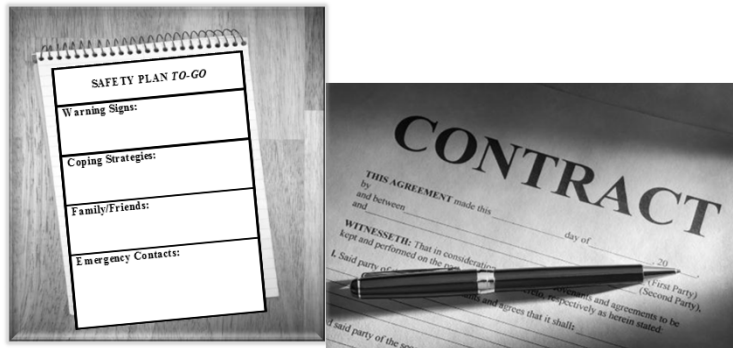 SAFETY PLAN TO-GO
Warning Signs:
Coping Strategies:
Family/Friends:
Emergency Contacts:
CONTRACT
THIS AGREEMENT made this
day of
, 20
by
and between
(First Party)
and
(Second Party),
WITNESSETH: That in consideration
venants and agreements to be
kept and performed on the
respectively as herein stated:
I. Said party of
and agrees that it shall
said party of the